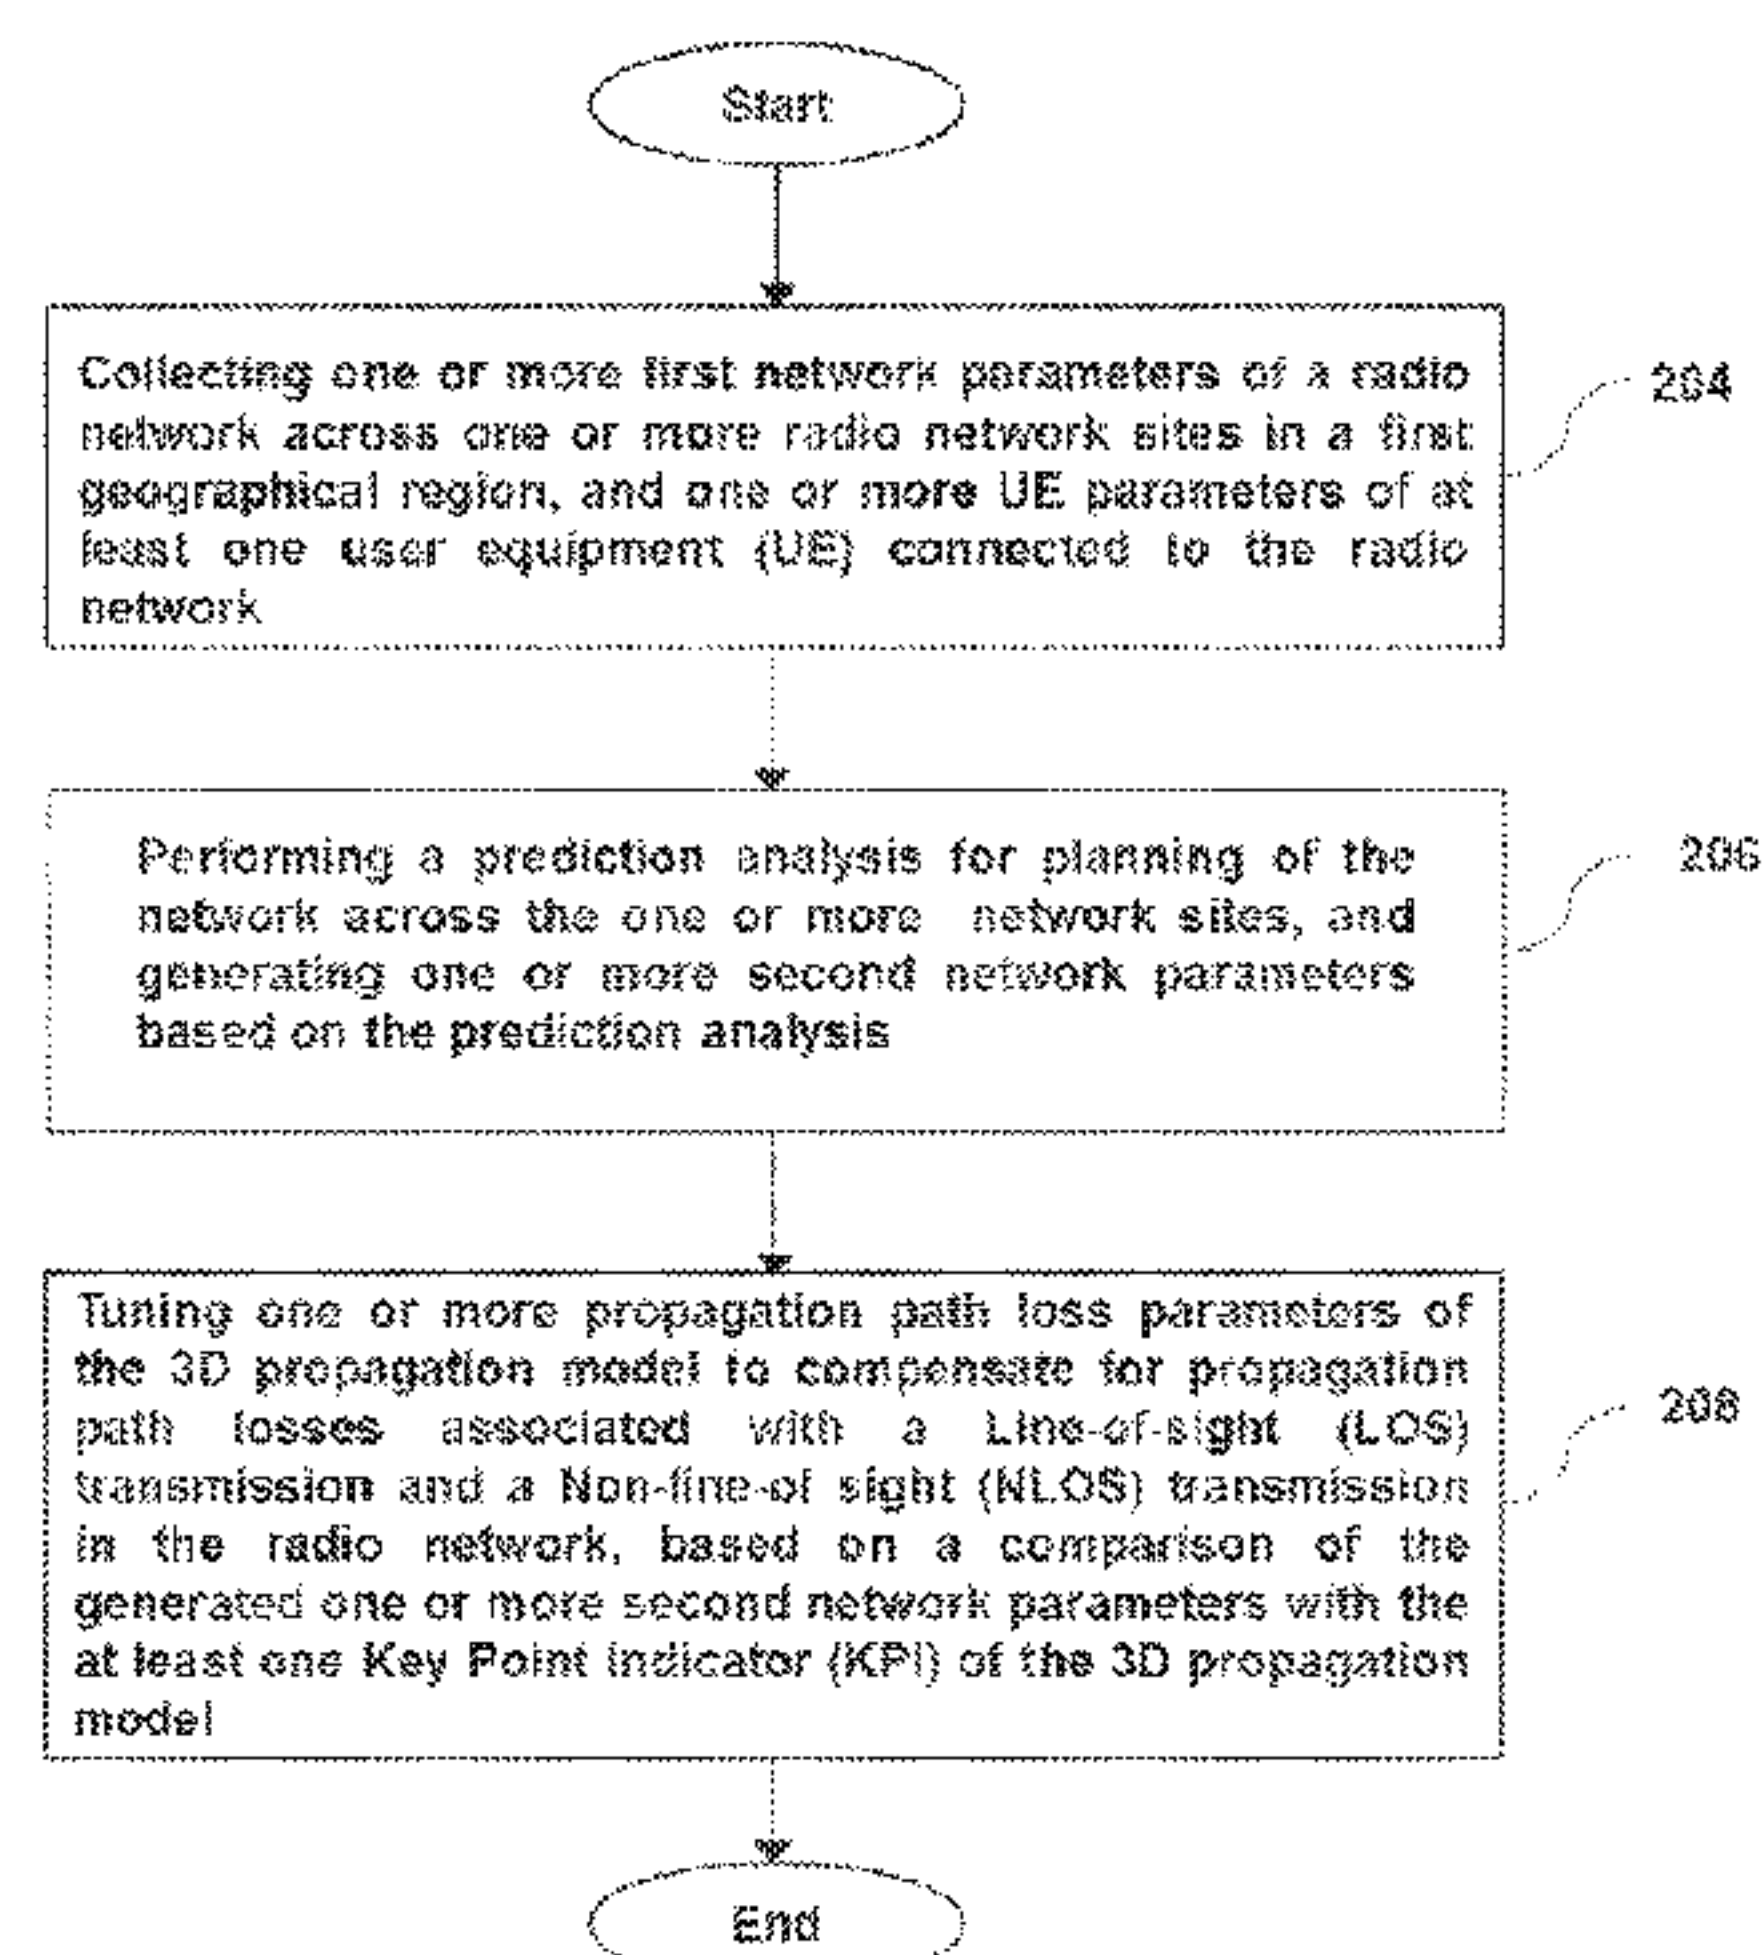 Start
Collecting one or more first network parameters of a radio
network across one or more radio network sites in a first
geographical region, and one or more UE parameters of at
least one user equipment (UE) connected to the radio
network
204
Performing a prediction analysis for planning of the
network across the one or more network sites, and
generating one or more second network parameters
based on the prediction analysis
206
Tuning one or more propagation path loss parameters of
the 3D propagation model to compensate for propagation
path losses associated with a Line-of-sight (LOS)
transmission and a Non-line-of sight (NLOS) transmission
in the radio network, based on a comparison of the
generated one or more second network parameters with the
at least one Key Point Indicator (KPI) of the 3D propagation
model
208
End